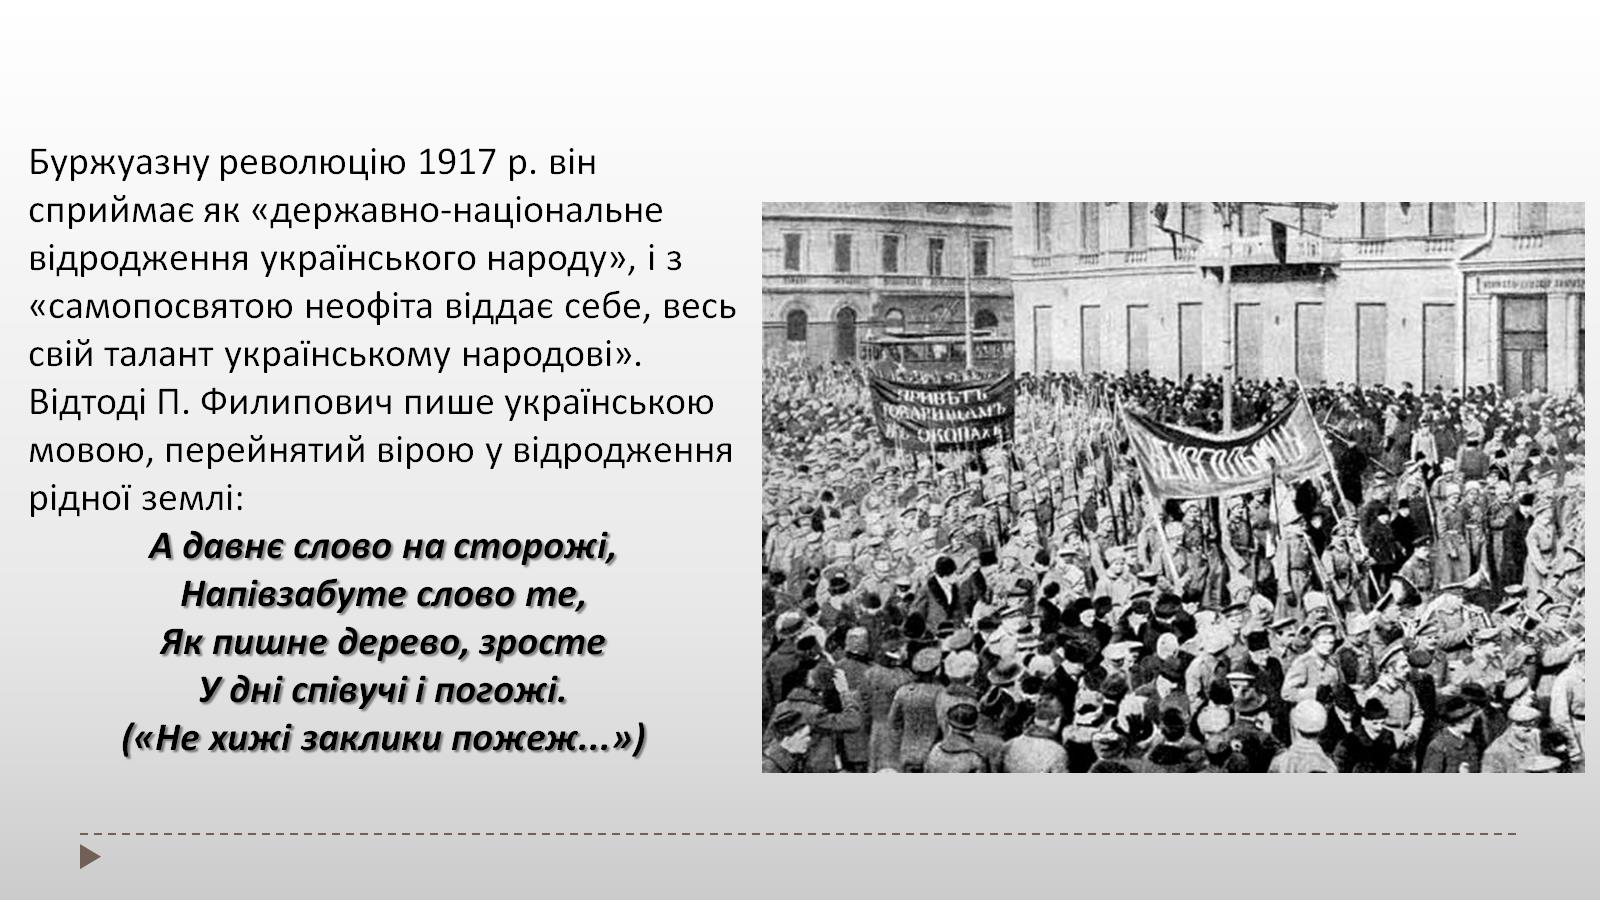 Буржуазну революцію 1917 р. він
сприймає як «державно-національне
відродження українського народу», і з
«самопосвятою неофіта віддає себе, весь
свій талант українському народові».
Відтоді П. Филипович пише українською
мовою, перейнятий вірою у відродження
рідної землі:
А давнє слово на сторожі,
Напівзабуте слово те,
Як пишне дерево, зросте
У дні співучі і погожі.
(«Не хижі заклики пожеж...»)
ПРИВѢТЪ
ТОВАРИЩАМЪ
ВЪ ОКОПАХЪ